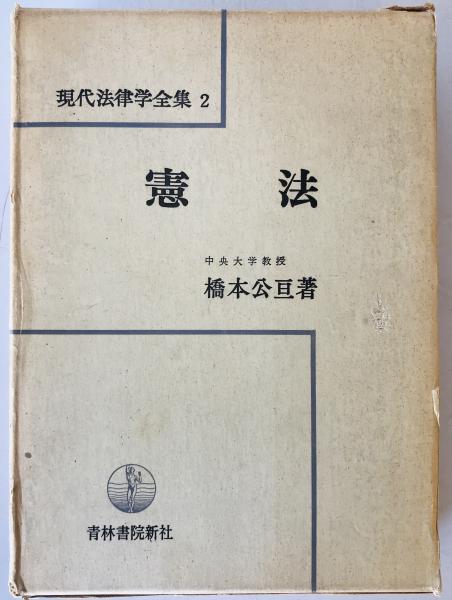 現代法律学全集 2
憲 法
中央大学教授
橋本公亘著
青林書院新社